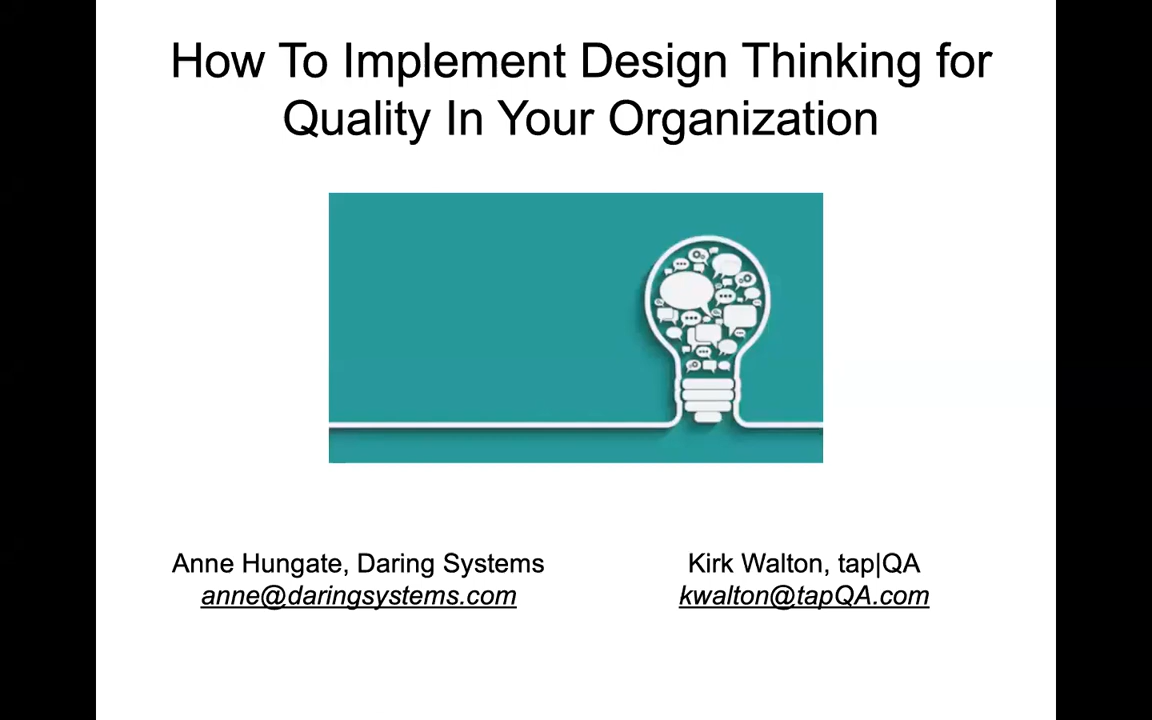 How To Implement Design Thinking for
Quality In Your Organization
Anne Hungate, Daring Systems
anne@daringsystems.com
Kirk Walton, tap|QA
kwalton@tapQA.com